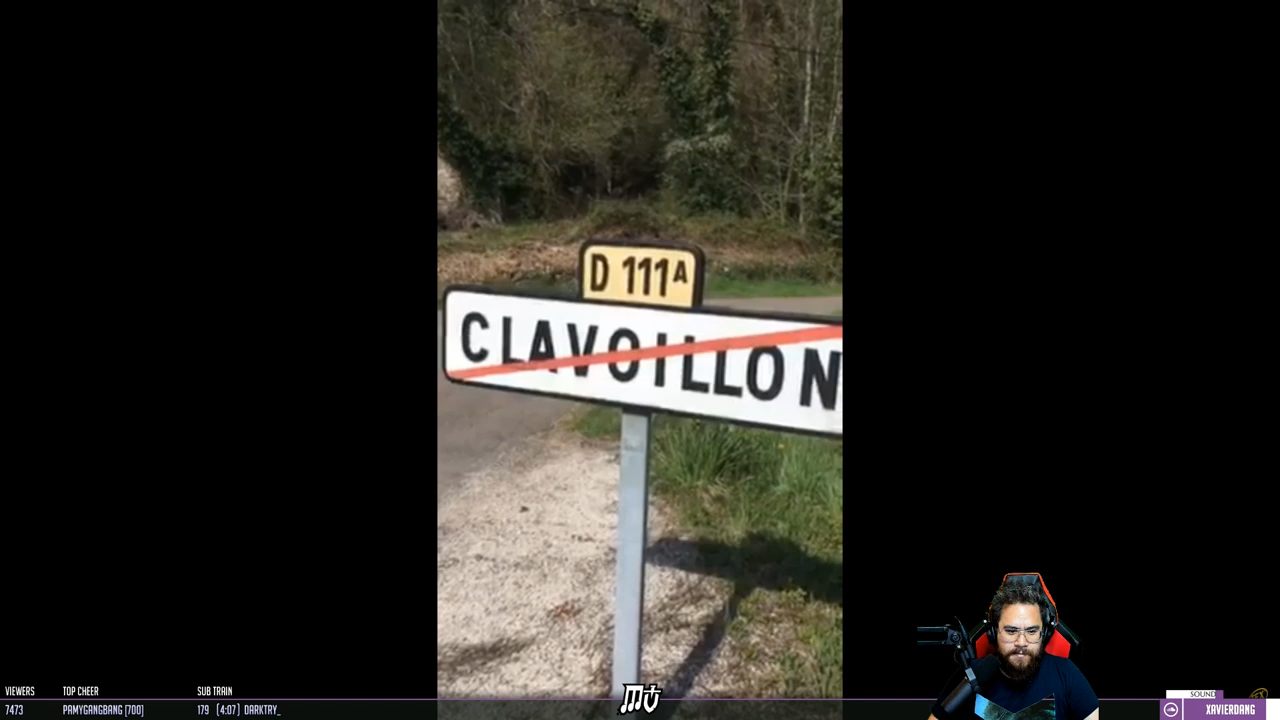 D 111A
CLAVOILLON
VIEWERS
TOP CHEER
SUB TRAIN
7473
PAMYGANGBANG [700]
179 [4:07] DARKTRY_
SOUND
XAVIERDANG